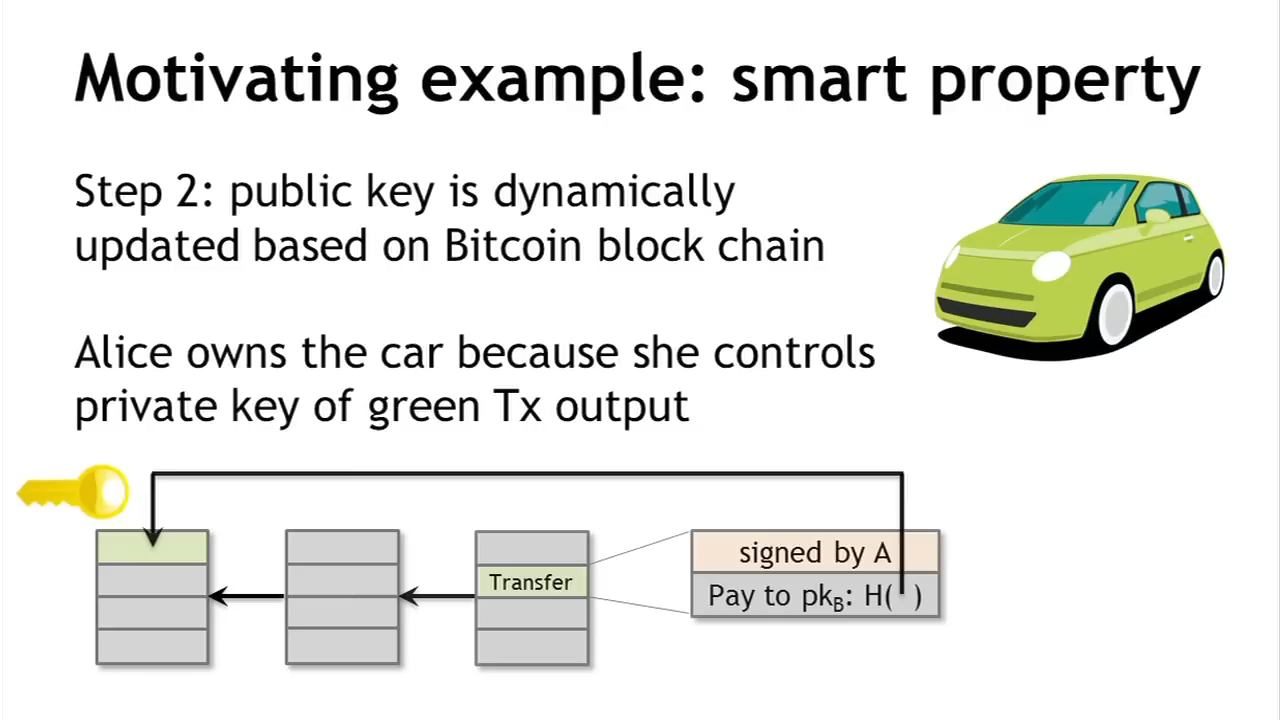 Motivating example: smart property
Step 2: public key is dynamically
updated based on Bitcoin block chain
Alice owns the car because she controls
private key of green Tx output
Transfer
signed by A
Pay to pkB: H( )